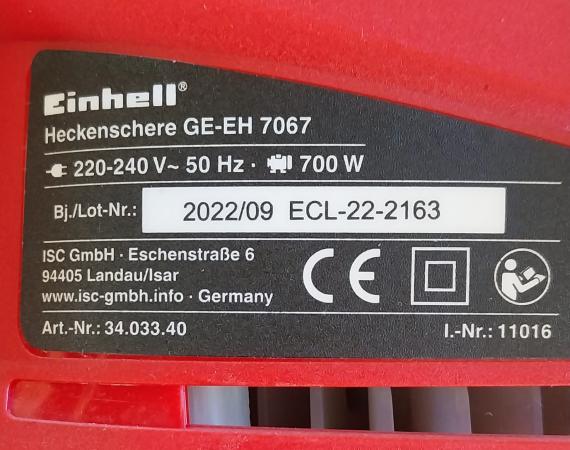 Einhell®
Heckenschere GE-EH 7067
220-240 V~ 50 Hz · 700 W
Bj./Lot-Nr.: 2022/09 ECL-22-2163
ISC GmbH · Eschenstraße 6
94405 Landau/Isar
www.isc-gmbh.info · Germany
CE
Art.-Nr.: 34.033.40 I.-Nr.: 11016